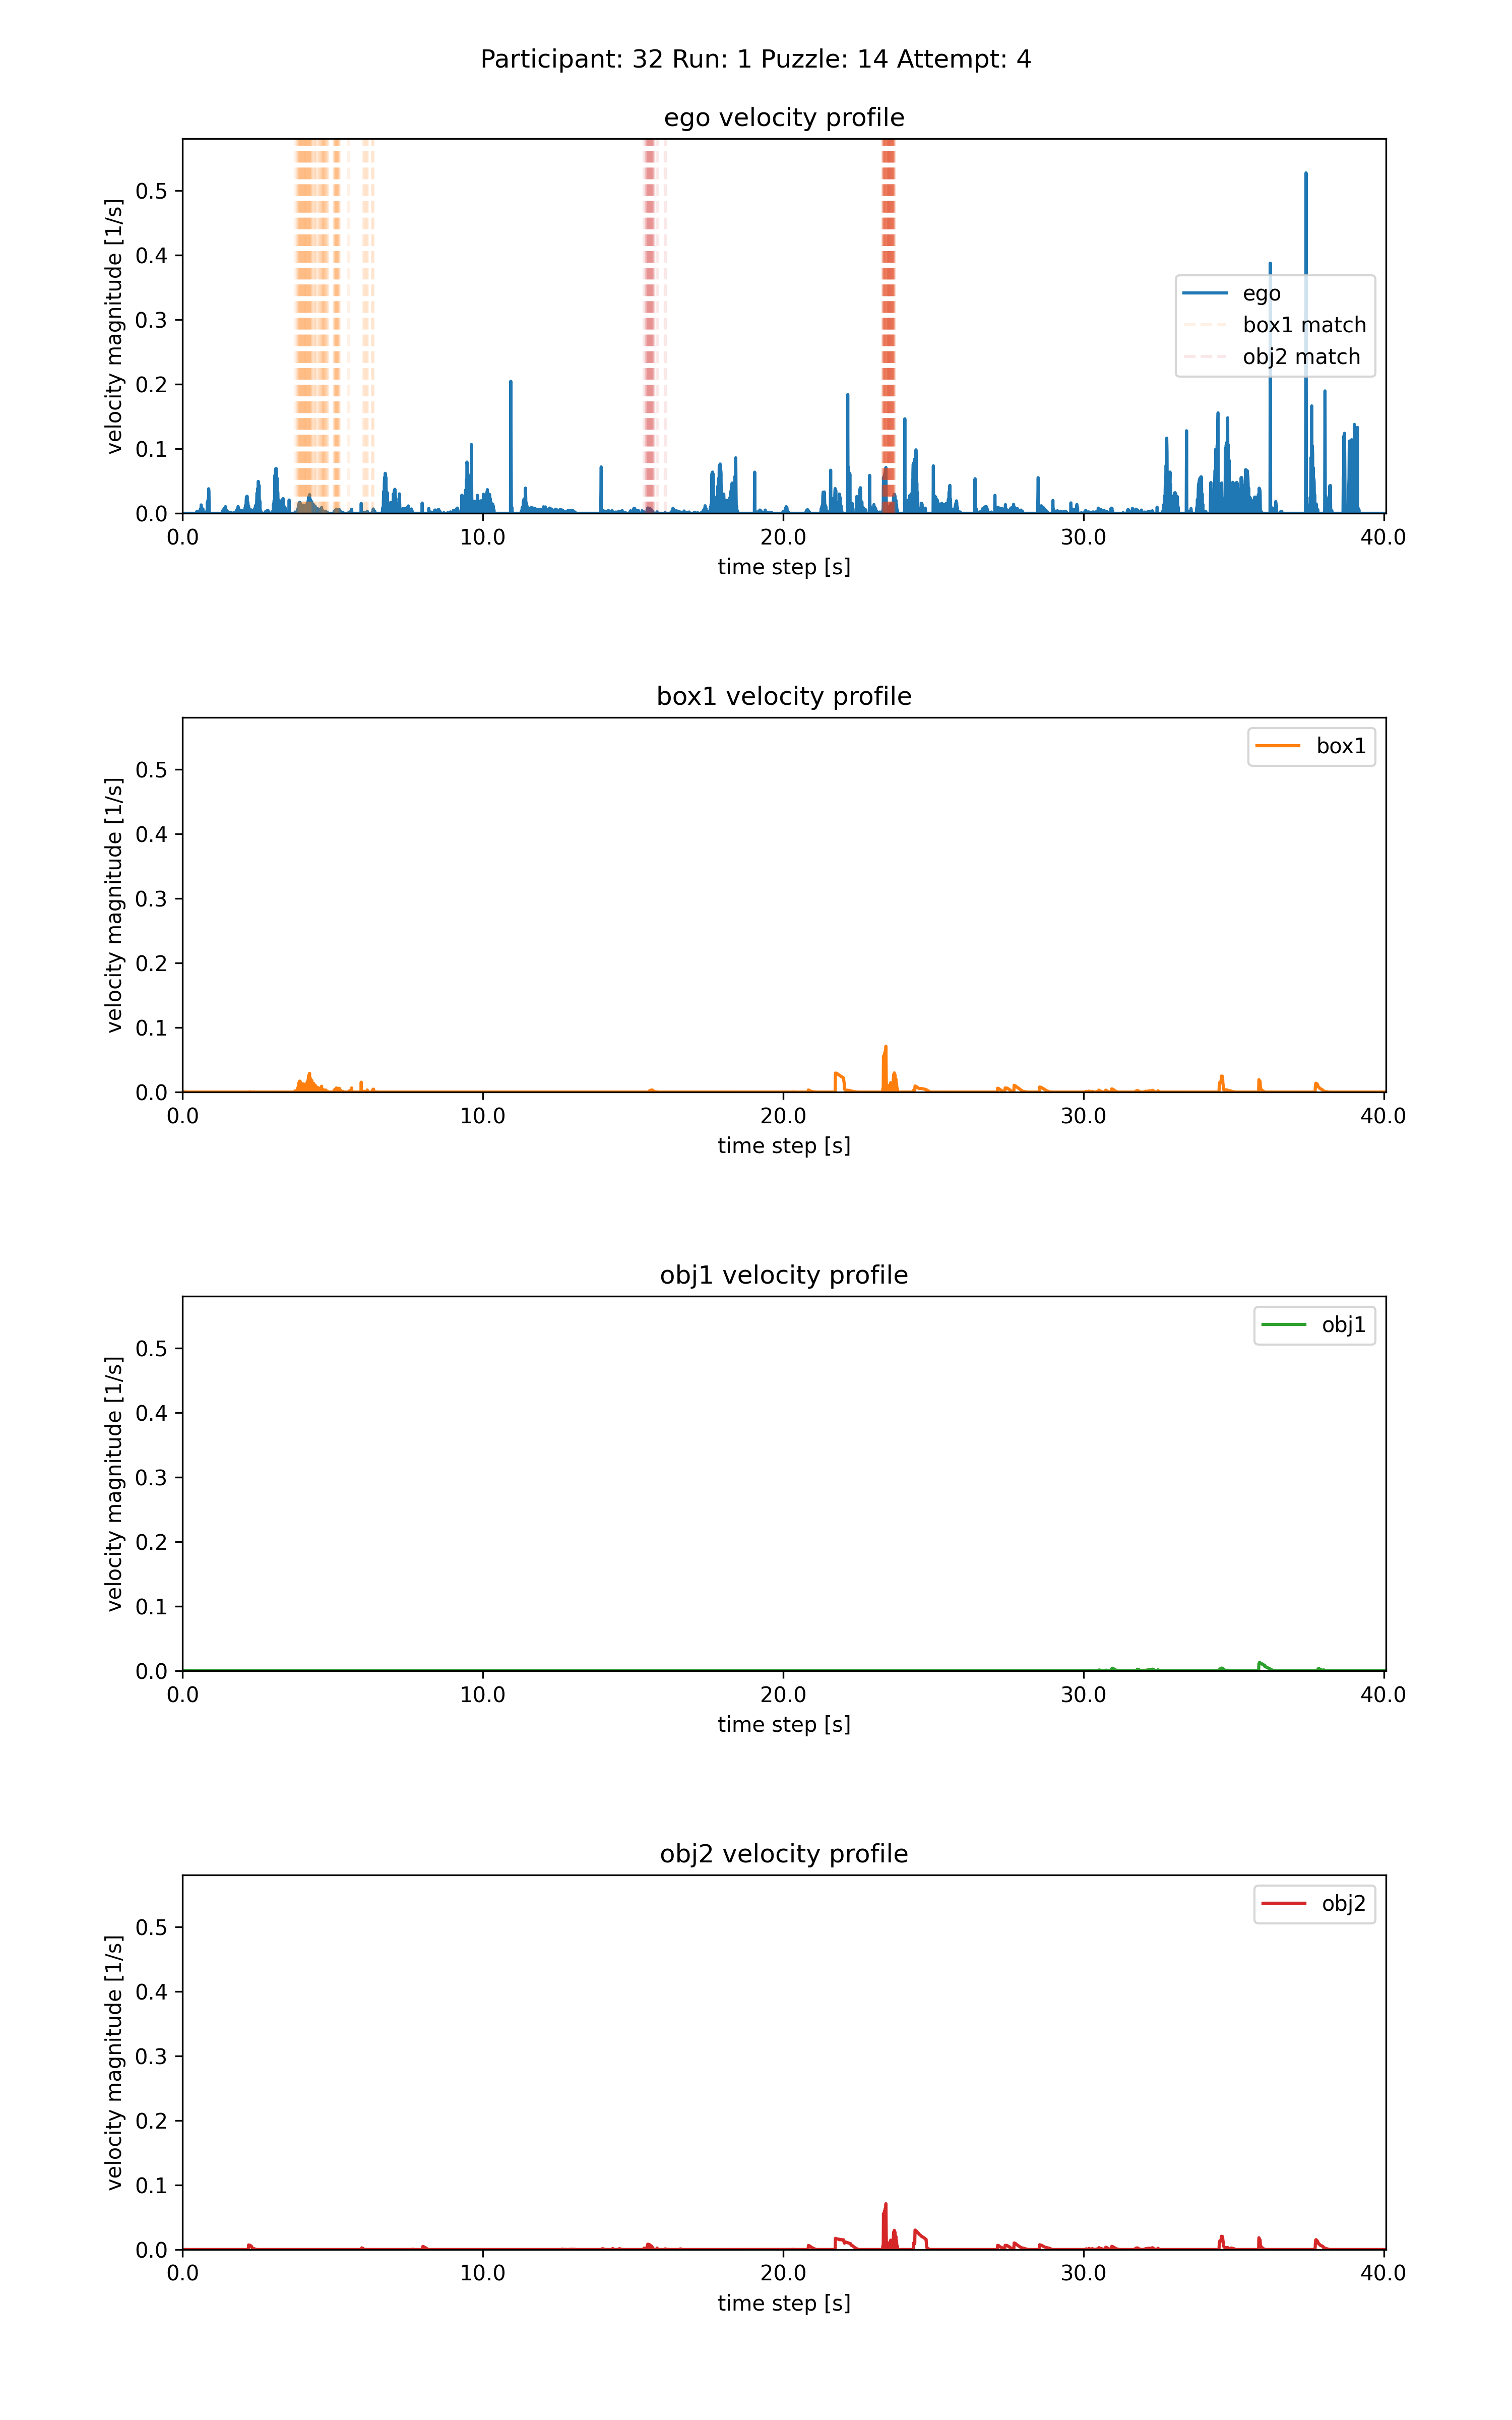 Participant: 32 Run: 1 Puzzle: 14 Attempt: 4
ego velocity profile
velocity magnitude [1/s]
0.5
0.4
0.3
0.2
0.1
0.0
ego
box1 match
obj2 match
0.0 10.0 20.0 30.0 40.0
time step [s]
box1 velocity profile
velocity magnitude [1/s]
0.5
0.4
0.3
0.2
0.1
0.0
box1
0.0 10.0 20.0 30.0 40.0
time step [s]
obj1 velocity profile
velocity magnitude [1/s]
0.5
0.4
0.3
0.2
0.1
0.0
obj1
0.0 10.0 20.0 30.0 40.0
time step [s]
obj2 velocity profile
velocity magnitude [1/s]
0.5
0.4
0.3
0.2
0.1
0.0
obj2
0.0 10.0 20.0 30.0 40.0
time step [s]